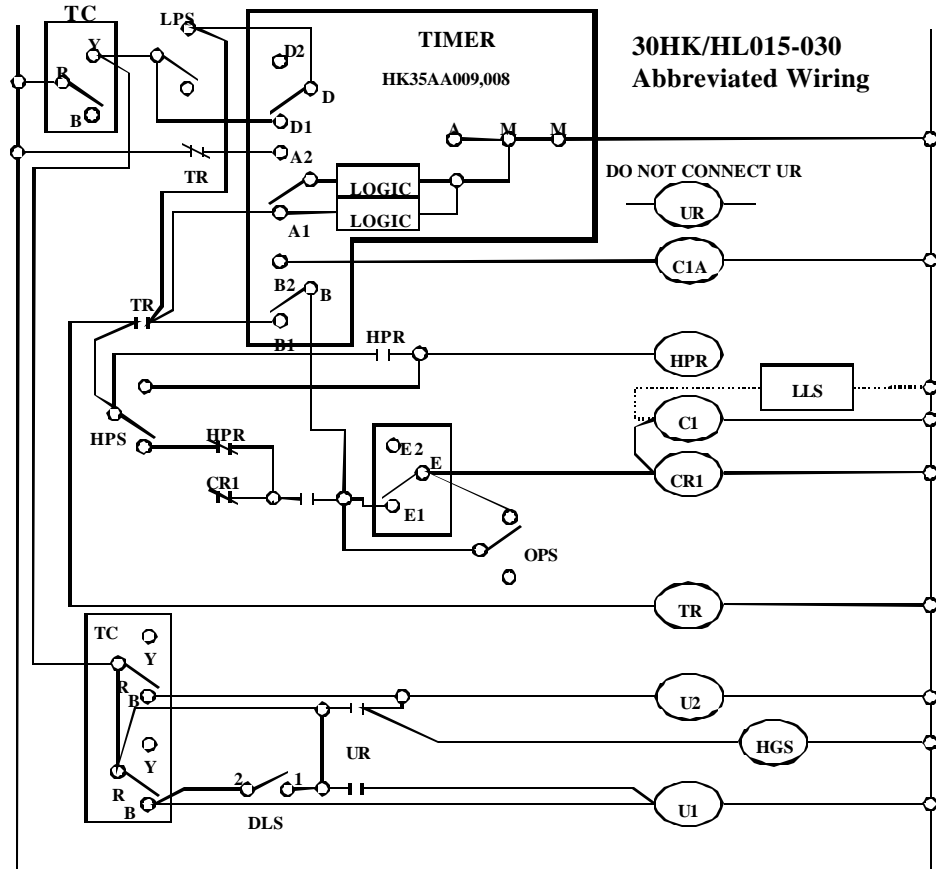 TC
LPS
Y
R
B
D2
TIMER
HK35AA009,008
30HK/HL015-030
Abbreviated Wiring
D
D1
A
M
M
A2
TR
LOGIC
LOGIC
A1
DO NOT CONNECT UR
UR
C1A
B2
B
TR
B1
HPR
HPR
LLS
C1
HPS
HPR
E2
E
CR1
CR1
E1
OPS
TR
TC
Y
R
B
U2
UR
HGS
Y
2
1
R
B
DLS
U1